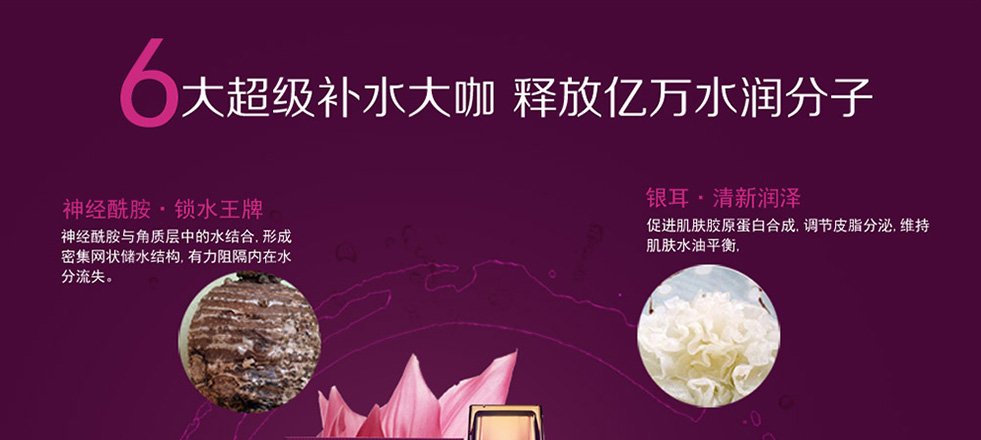 6大超级补水大咖 释放亿万水润分子
神经酰胺·锁水王牌
神经酰胺与角质层中的水结合, 形成
密集网状储水结构, 有力阻隔内在水
分流失。
银耳·清新润泽
促进肌肤胶原蛋白合成, 调节皮脂分泌, 维持
肌肤水油平衡,